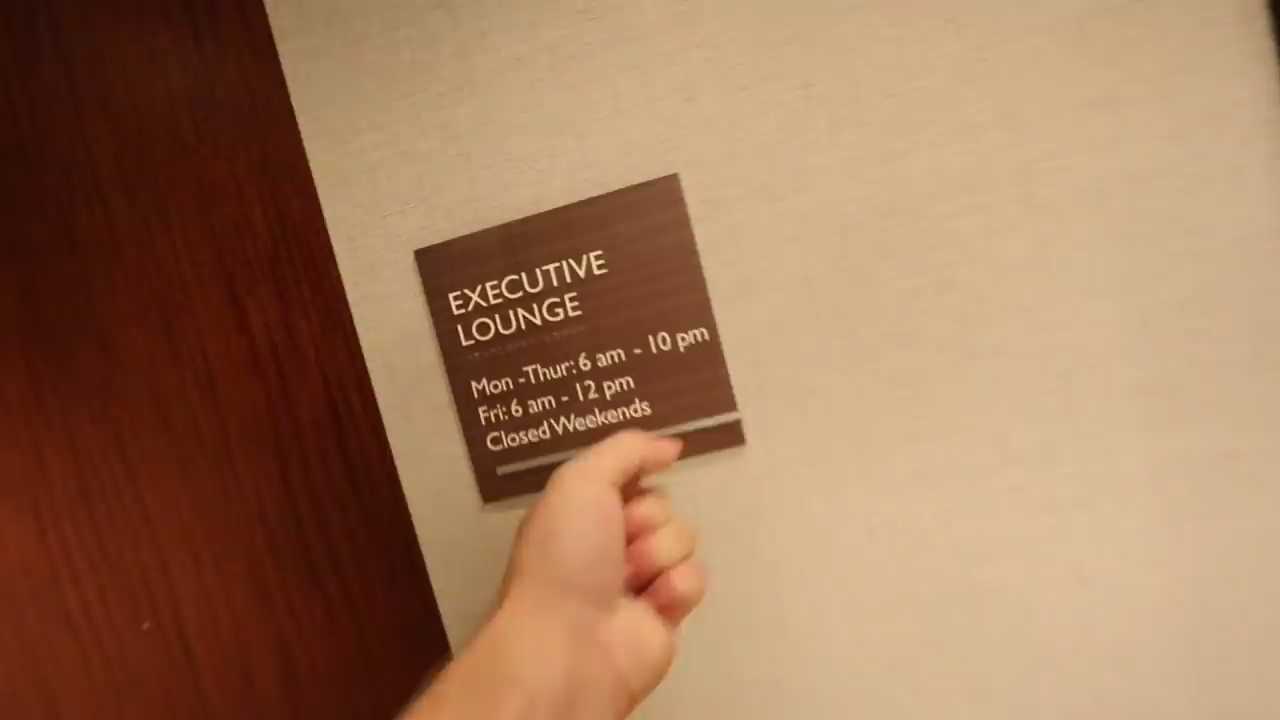 EXECUTIVE
LOUNGE
Mon -Thur: 6 am - 10 pm
Fri: 6 am - 12 pm
Closed Weekends